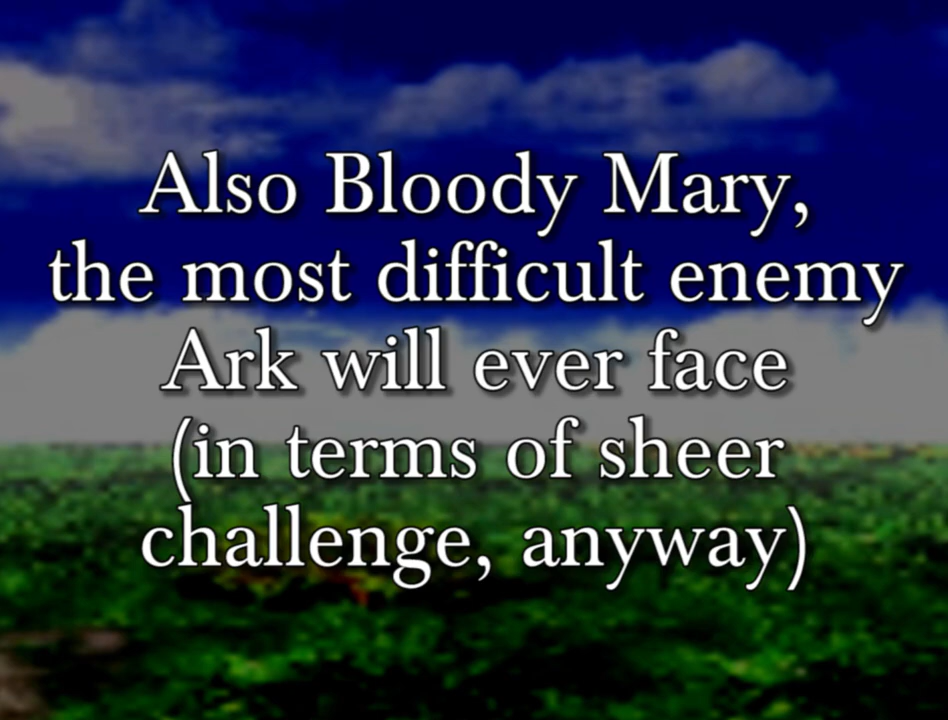 Also Bloody Mary,
the most difficult enemy
Ark will ever face
(in terms of sheer
challenge, anyway)